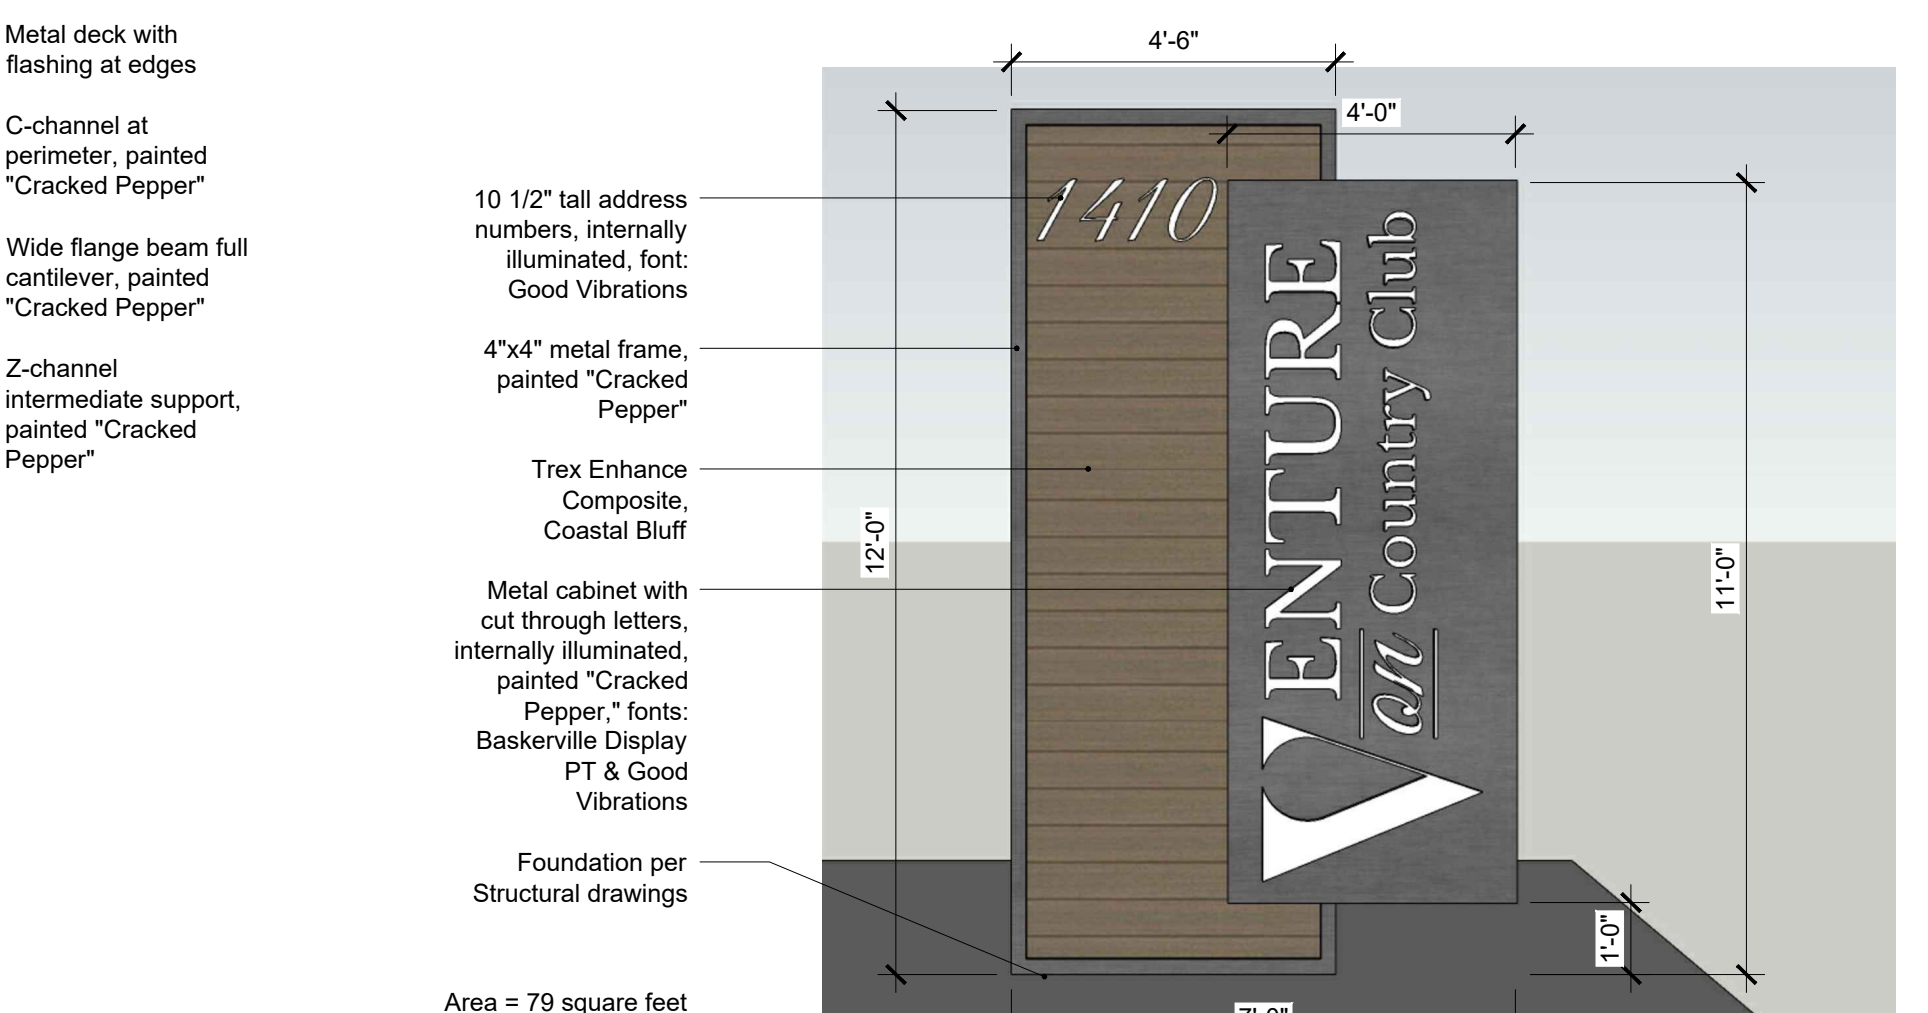 Metal deck with
flashing at edges
C-channel at
perimeter, painted
"Cracked Pepper"
Wide flange beam full
cantilever, painted
"Cracked Pepper"
Z-channel
intermediate support,
painted "Cracked
Pepper"
10 1/2" tall address
numbers, internally
illuminated, font:
Good Vibrations
4"x4" metal frame,
painted "Cracked
Pepper"
Trex Enhance
Composite,
Coastal Bluff
Metal cabinet with
cut through letters,
internally illuminated,
painted "Cracked
Pepper," fonts:
Baskerville Display
PT & Good
Vibrations
Foundation per
Structural drawings
Area = 79 square feet
4'-6"
4'-0"
12'-0"
1410
VENTURE
on Country Club
11'-0"
1'-0"
7'-0"